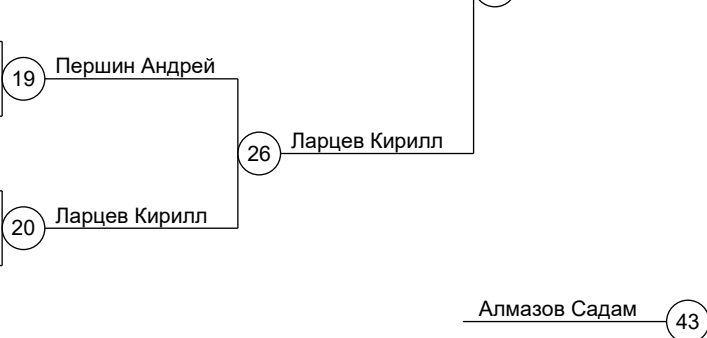 19
Першин Андрей
26
Ларцев Кирилл
20
Ларцев Кирилл
Алмазов Садам
43